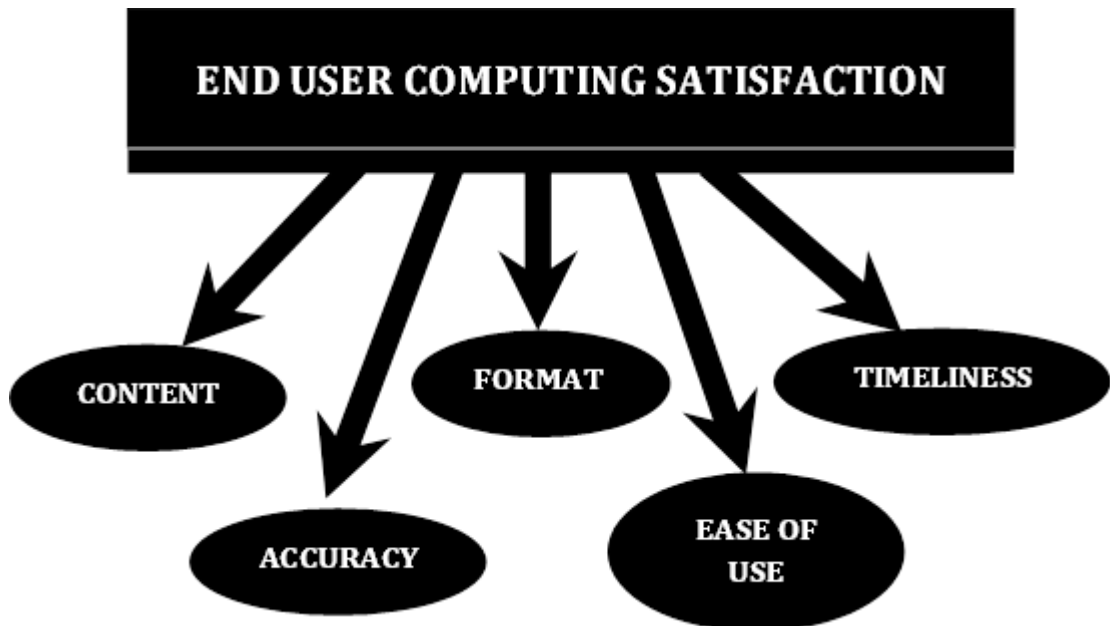 END USER COMPUTING SATISFACTION
CONTENT
FORMAT
TIMELINESS
ACCURACY
EASE OF
USE